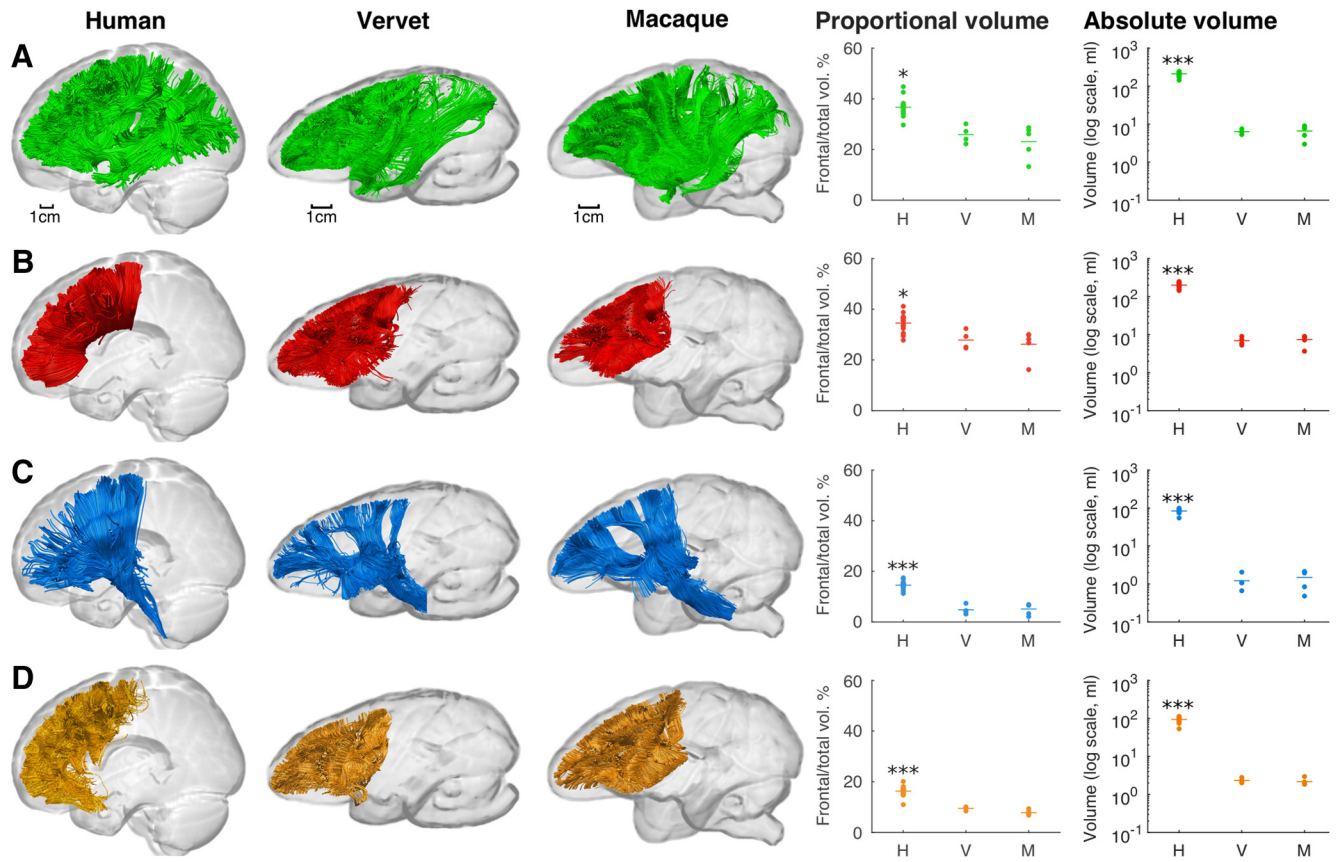 Human Vervet Macaque Proportional volume Absolute volume
A
1cm 1cm 1cm
Frontal/total vol. %
60
40
20
0
*
H V M
Volume (log scale, ml)
10³
10²
10¹
10⁰
10⁻¹
***
H V M
B
Frontal/total vol. %
60
40
20
0
*
H V M
Volume (log scale, ml)
10³
10²
10¹
10⁰
10⁻¹
***
H V M
C
Frontal/total vol. %
60
40
20
0
***
H V M
Volume (log scale, ml)
10³
10²
10¹
10⁰
10⁻¹
***
H V M
D
Frontal/total vol. %
60
40
20
0
***
H V M
Volume (log scale, ml)
10³
10²
10¹
10⁰
10⁻¹
***
H V M